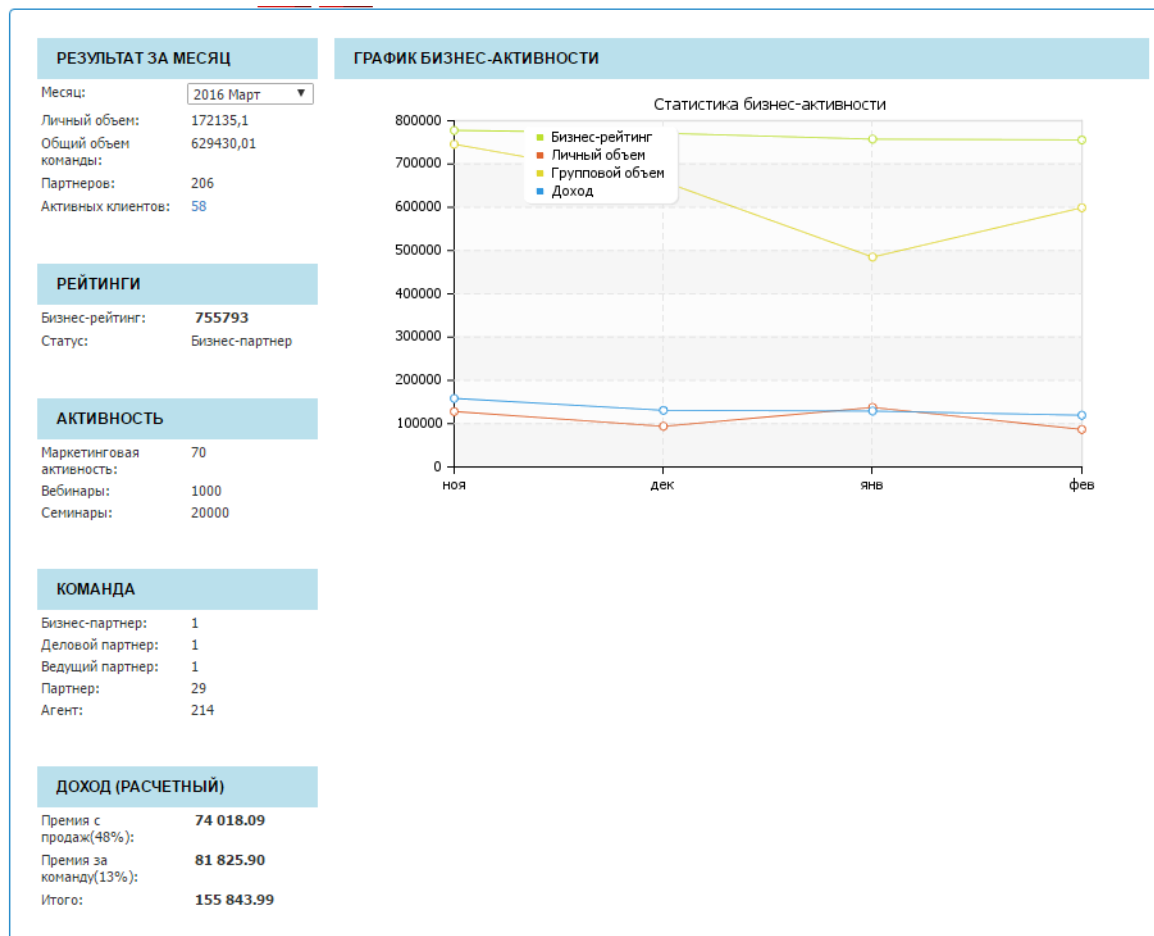 РЕЗУЛЬТАТ ЗА МЕСЯЦ
Месяц: 2016 Март
Личный объем: 172135,1
Общий объем 629430,01
команды:
Партнеров: 206
Активных клиентов: 58
РЕЙТИНГИ
Бизнес-рейтинг: 755793
Статус: Бизнес-партнер
АКТИВНОСТЬ
Маркетинговая 70
активность:
Вебинары: 1000
Семинары: 20000
КОМАНДА
Бизнес-партнер: 1
Деловой партнер: 1
Ведущий партнер: 1
Партнер: 29
Агент: 214
ДОХОД (РАСЧЕТНЫЙ)
Премия с 74 018.09
продаж(48%):
Премия за 81 825.90
команду(13%):
Итого: 155 843.99
ГРАФИК БИЗНЕС-АКТИВНОСТИ
Статистика бизнес-активности
Бизнес-рейтинг
Личный объем
Групповой объем
Доход
800000
700000
600000
500000
400000
300000
200000
100000
0
ноя дек янв фев